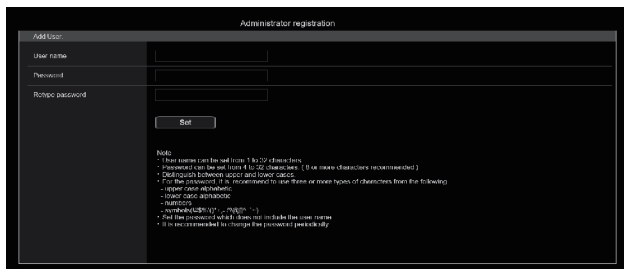 Administrator registration
Add User.
User name
Password
Retype password
Set
Note
* User name can be set from 1 to 32 characters.
* Password can be set from 4 to 32 characters. ( 8 or more characters recommended )
* Distinguish between upper and lower cases.
* For the password, it is recommend to use three or more types of characters from the following
- upper case alphabetic
- lower case alphabetic
- numbers
- symbols
* Set the password which does not include the user name
* It is recommended to change the password periodically